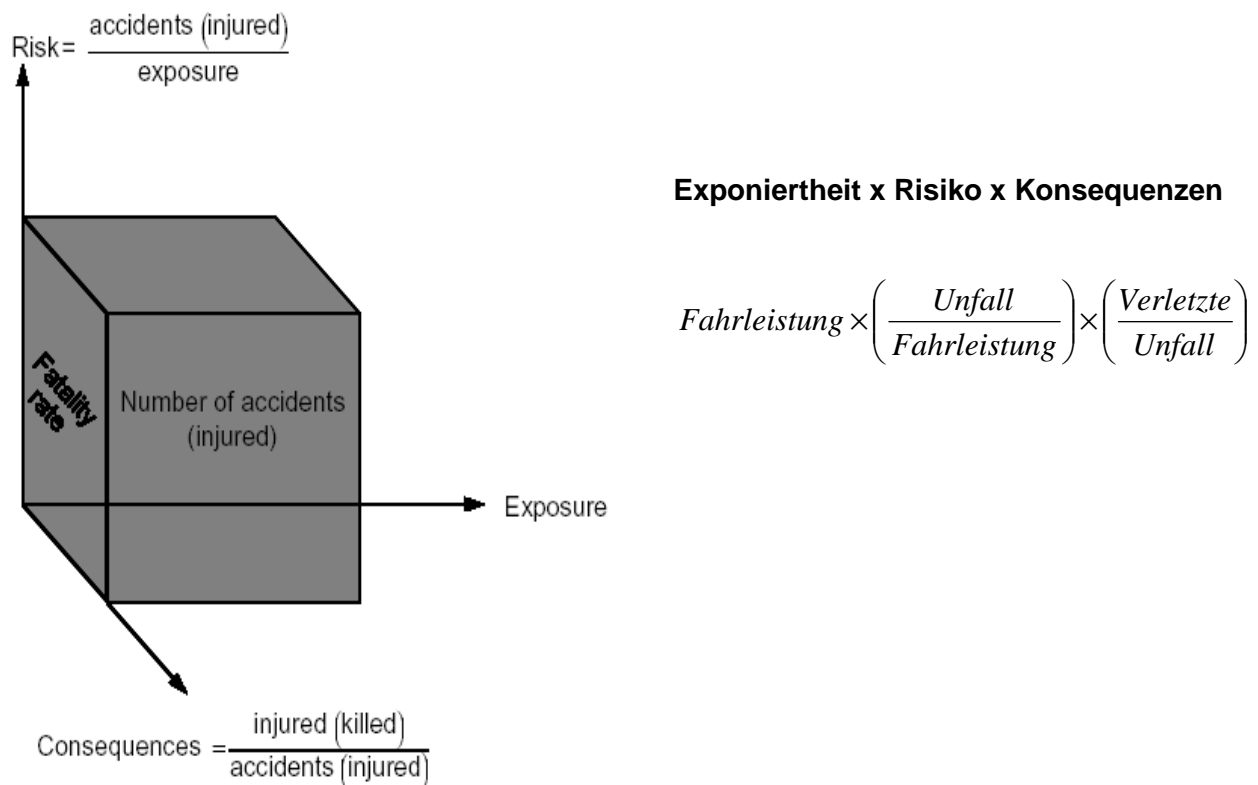 Risk= accidents (injured)
exposure
Exponiertheit x Risiko x Konsequenzen
Fahrleistung × ( Unfall / Fahrleistung ) × ( Verletzte / Unfall )
Fatality
rate
Number of accidents
(injured)
Exposure
Consequences = injured (killed)
accidents (injured)